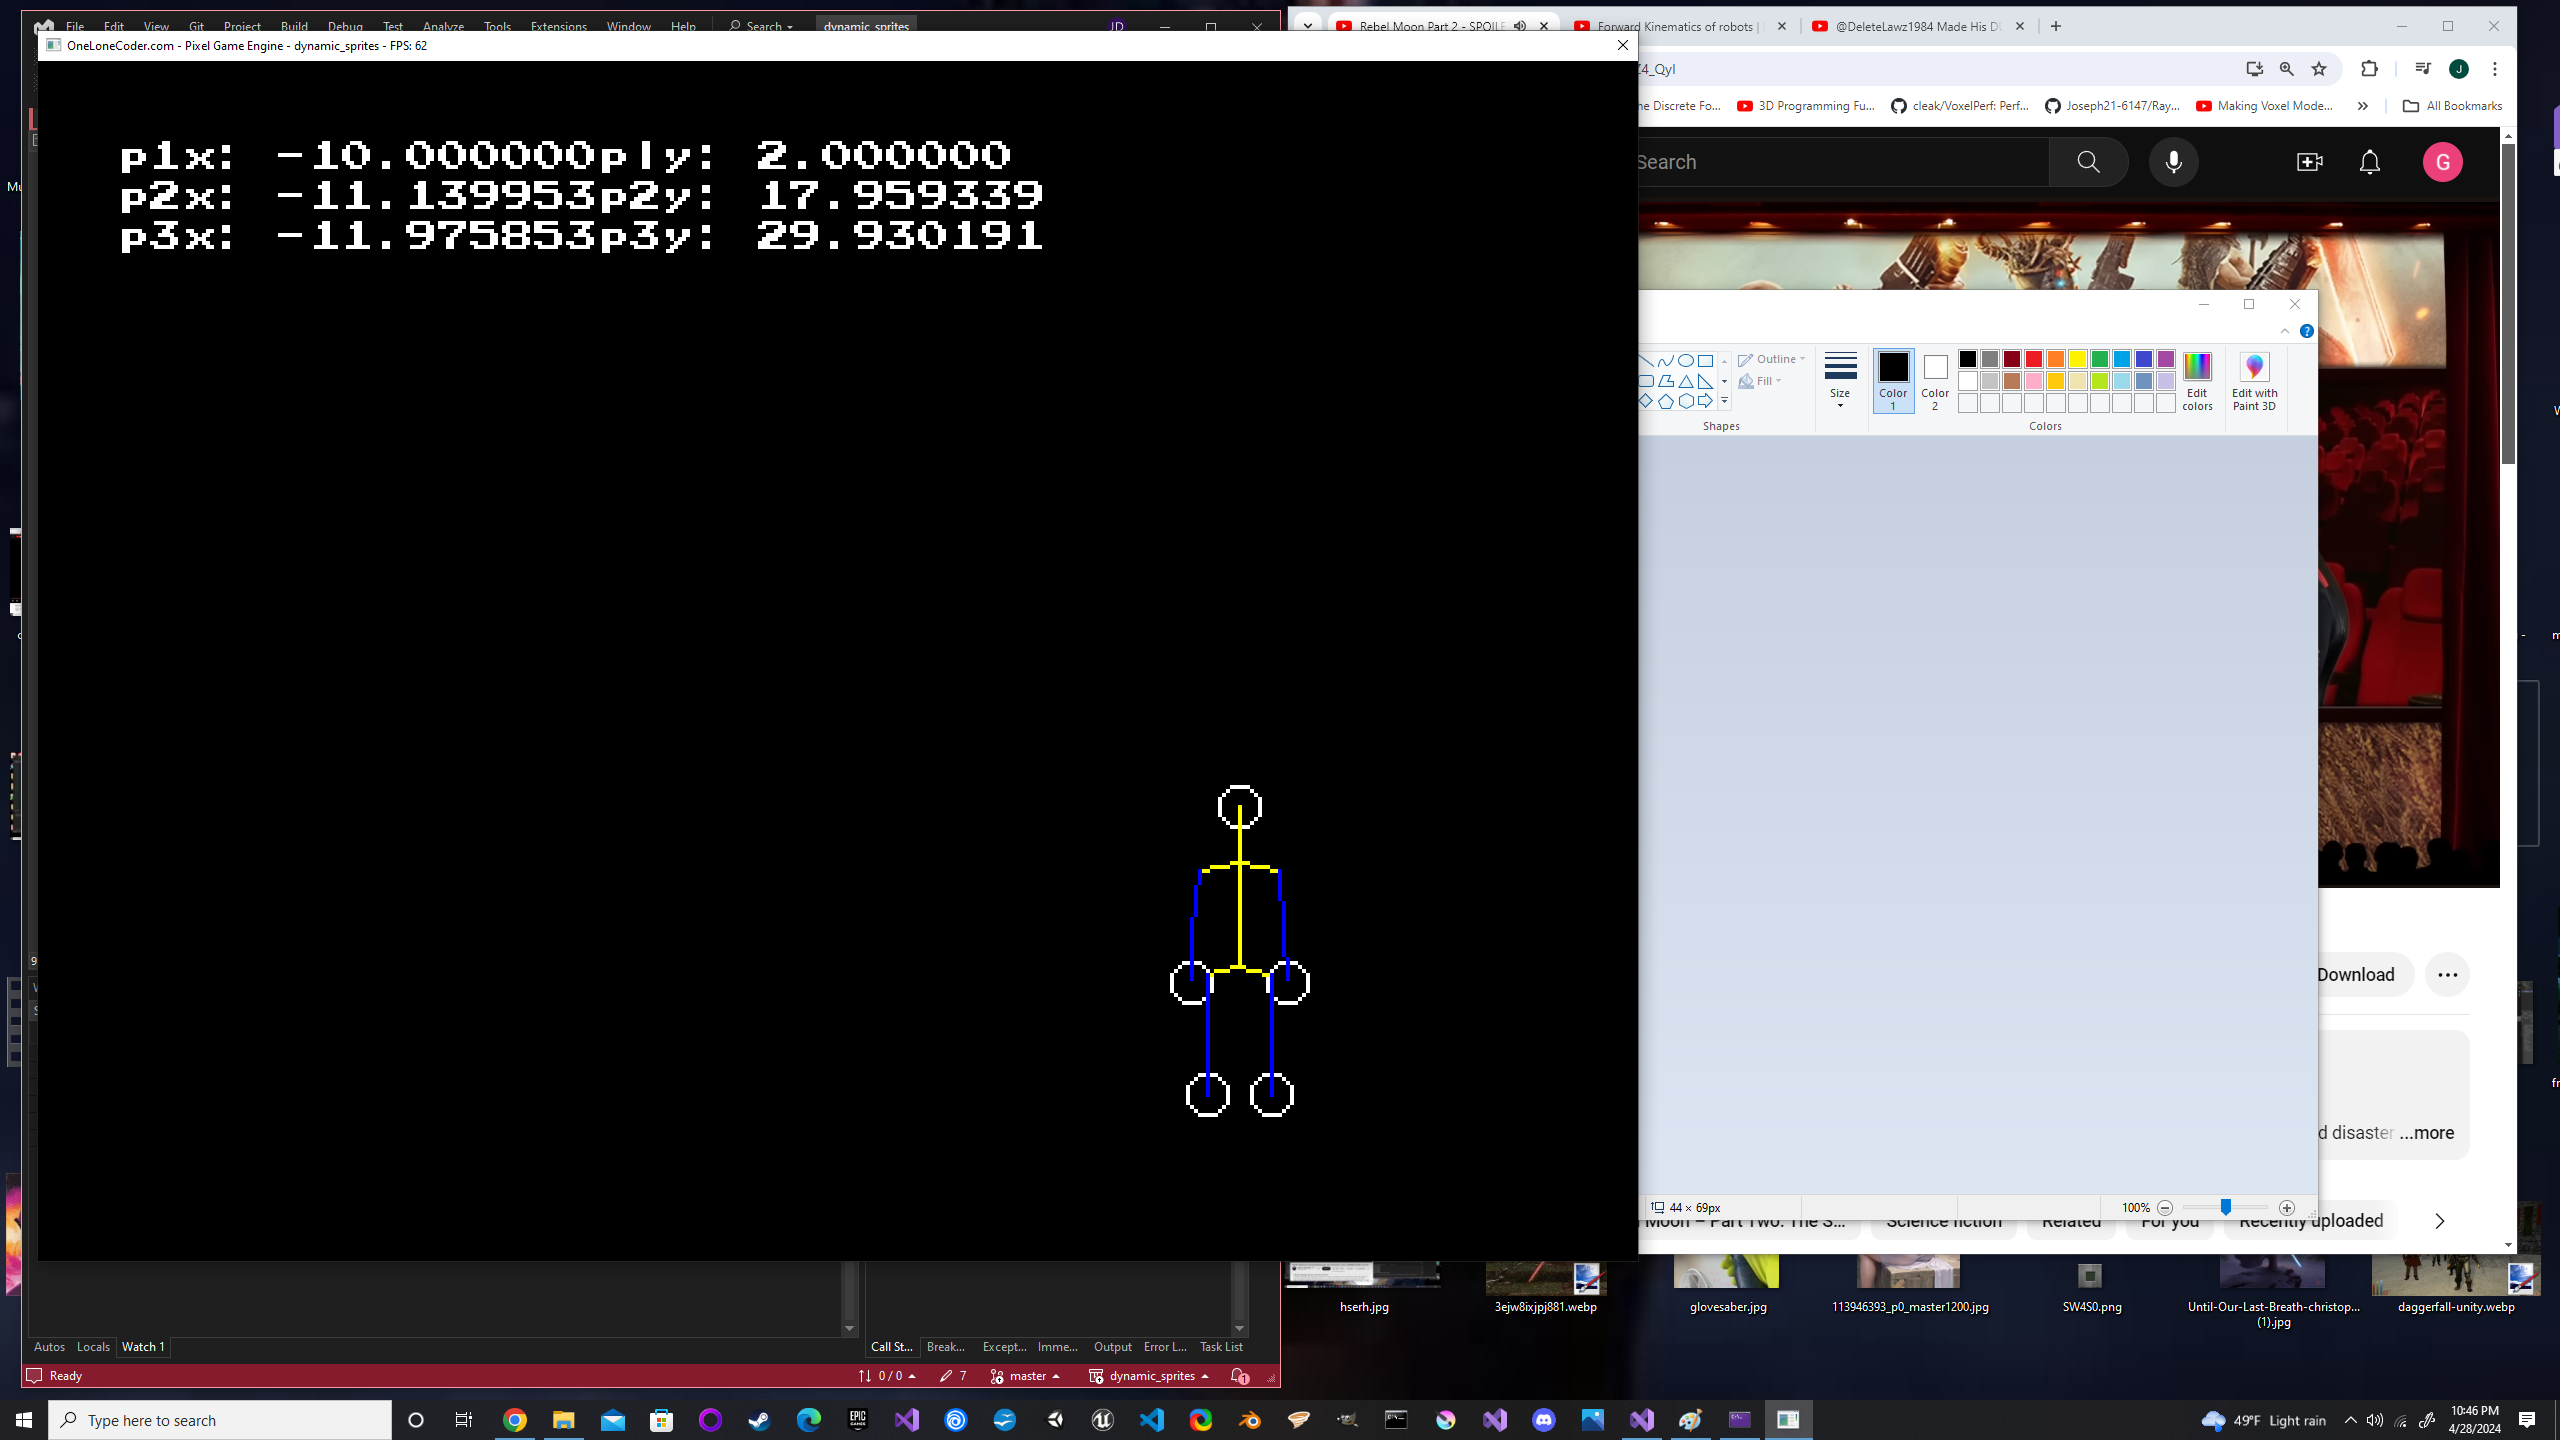 File Edit View Git Project Build Debug Test Analyze Tools Extensions Window Help Search dynamic_sprites JD
OneLoneCoder.com - Pixel Game Engine - dynamic_sprites - FPS: 62
p1x: -10.000000ply: 2.000000
p2x: -11.139953p2y: 17.959339
p3x: -11.975853p3y: 29.930191
Rebel Moon Part 2 - SPOILE
Forward Kinematics of robots |
@DeleteLawz1984 Made His D
Z4_QyI
J
ne Discrete Fo...
3D Programming Fu...
cleak/VoxelPerf: Perf...
Joseph21-6147/Ray...
Making Voxel Mode...
All Bookmarks
Search
G
Outline
Fill
Size
Color
1
Color
2
Edit
colors
Edit with
Paint 3D
Shapes
Colors
44 × 69px
100%
Download
d disaster ...more
Moon – Part Two: The S...
Science fiction
Related
For you
Recently uploaded
hserh.jpg
3ejw8ixjpj881.webp
glovesaber.jpg
113946393_p0_master1200.jpg
SW4S0.png
Until-Our-Last-Breath-christop...
(1).jpg
daggerfall-unity.webp
Autos Locals Watch 1
Call St... Break... Except... Imme... Output Error L... Task List
Ready
0 / 0
7
master
dynamic_sprites
1
Type here to search
EPIC
GAMES
49°F Light rain
10:46 PM
4/28/2024